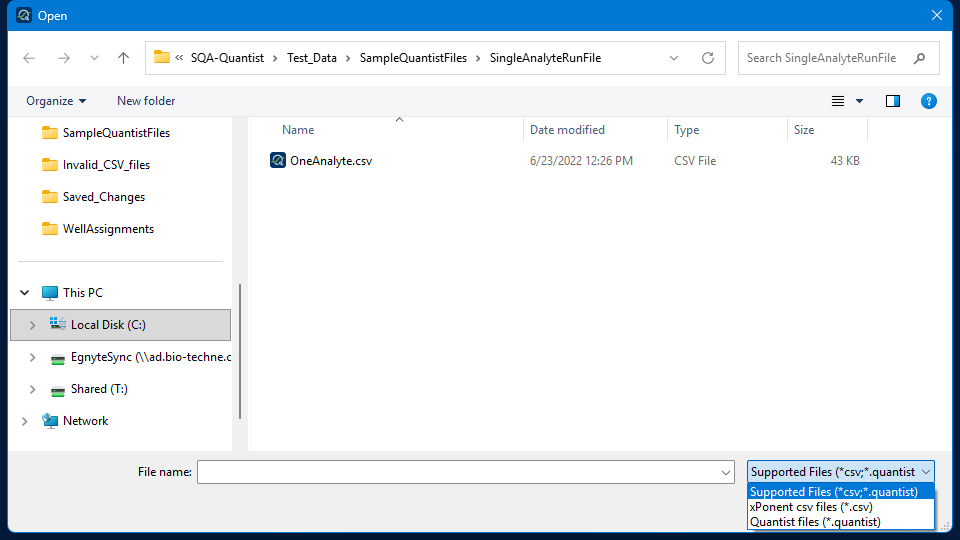 Open
« SQA-Quantist > Test_Data > SampleQuantistFiles > SingleAnalyteRunFile
Search SingleAnalyteRunFile
Organize
New folder
?
SampleQuantistFiles
Invalid_CSV_files
Saved_Changes
WellAssignments
This PC
Local Disk (C:)
EgnyteSync (\\ad.bio-techne.c
Shared (T:)
Network
Name Date modified Type Size
OneAnalyte.csv 6/23/2022 12:26 PM CSV File 43 KB
File name:
Supported Files (*csv;*.quantist
Supported Files (*csv;*.quantist)
xPonent csv files (*.csv)
Quantist files (*.quantist)